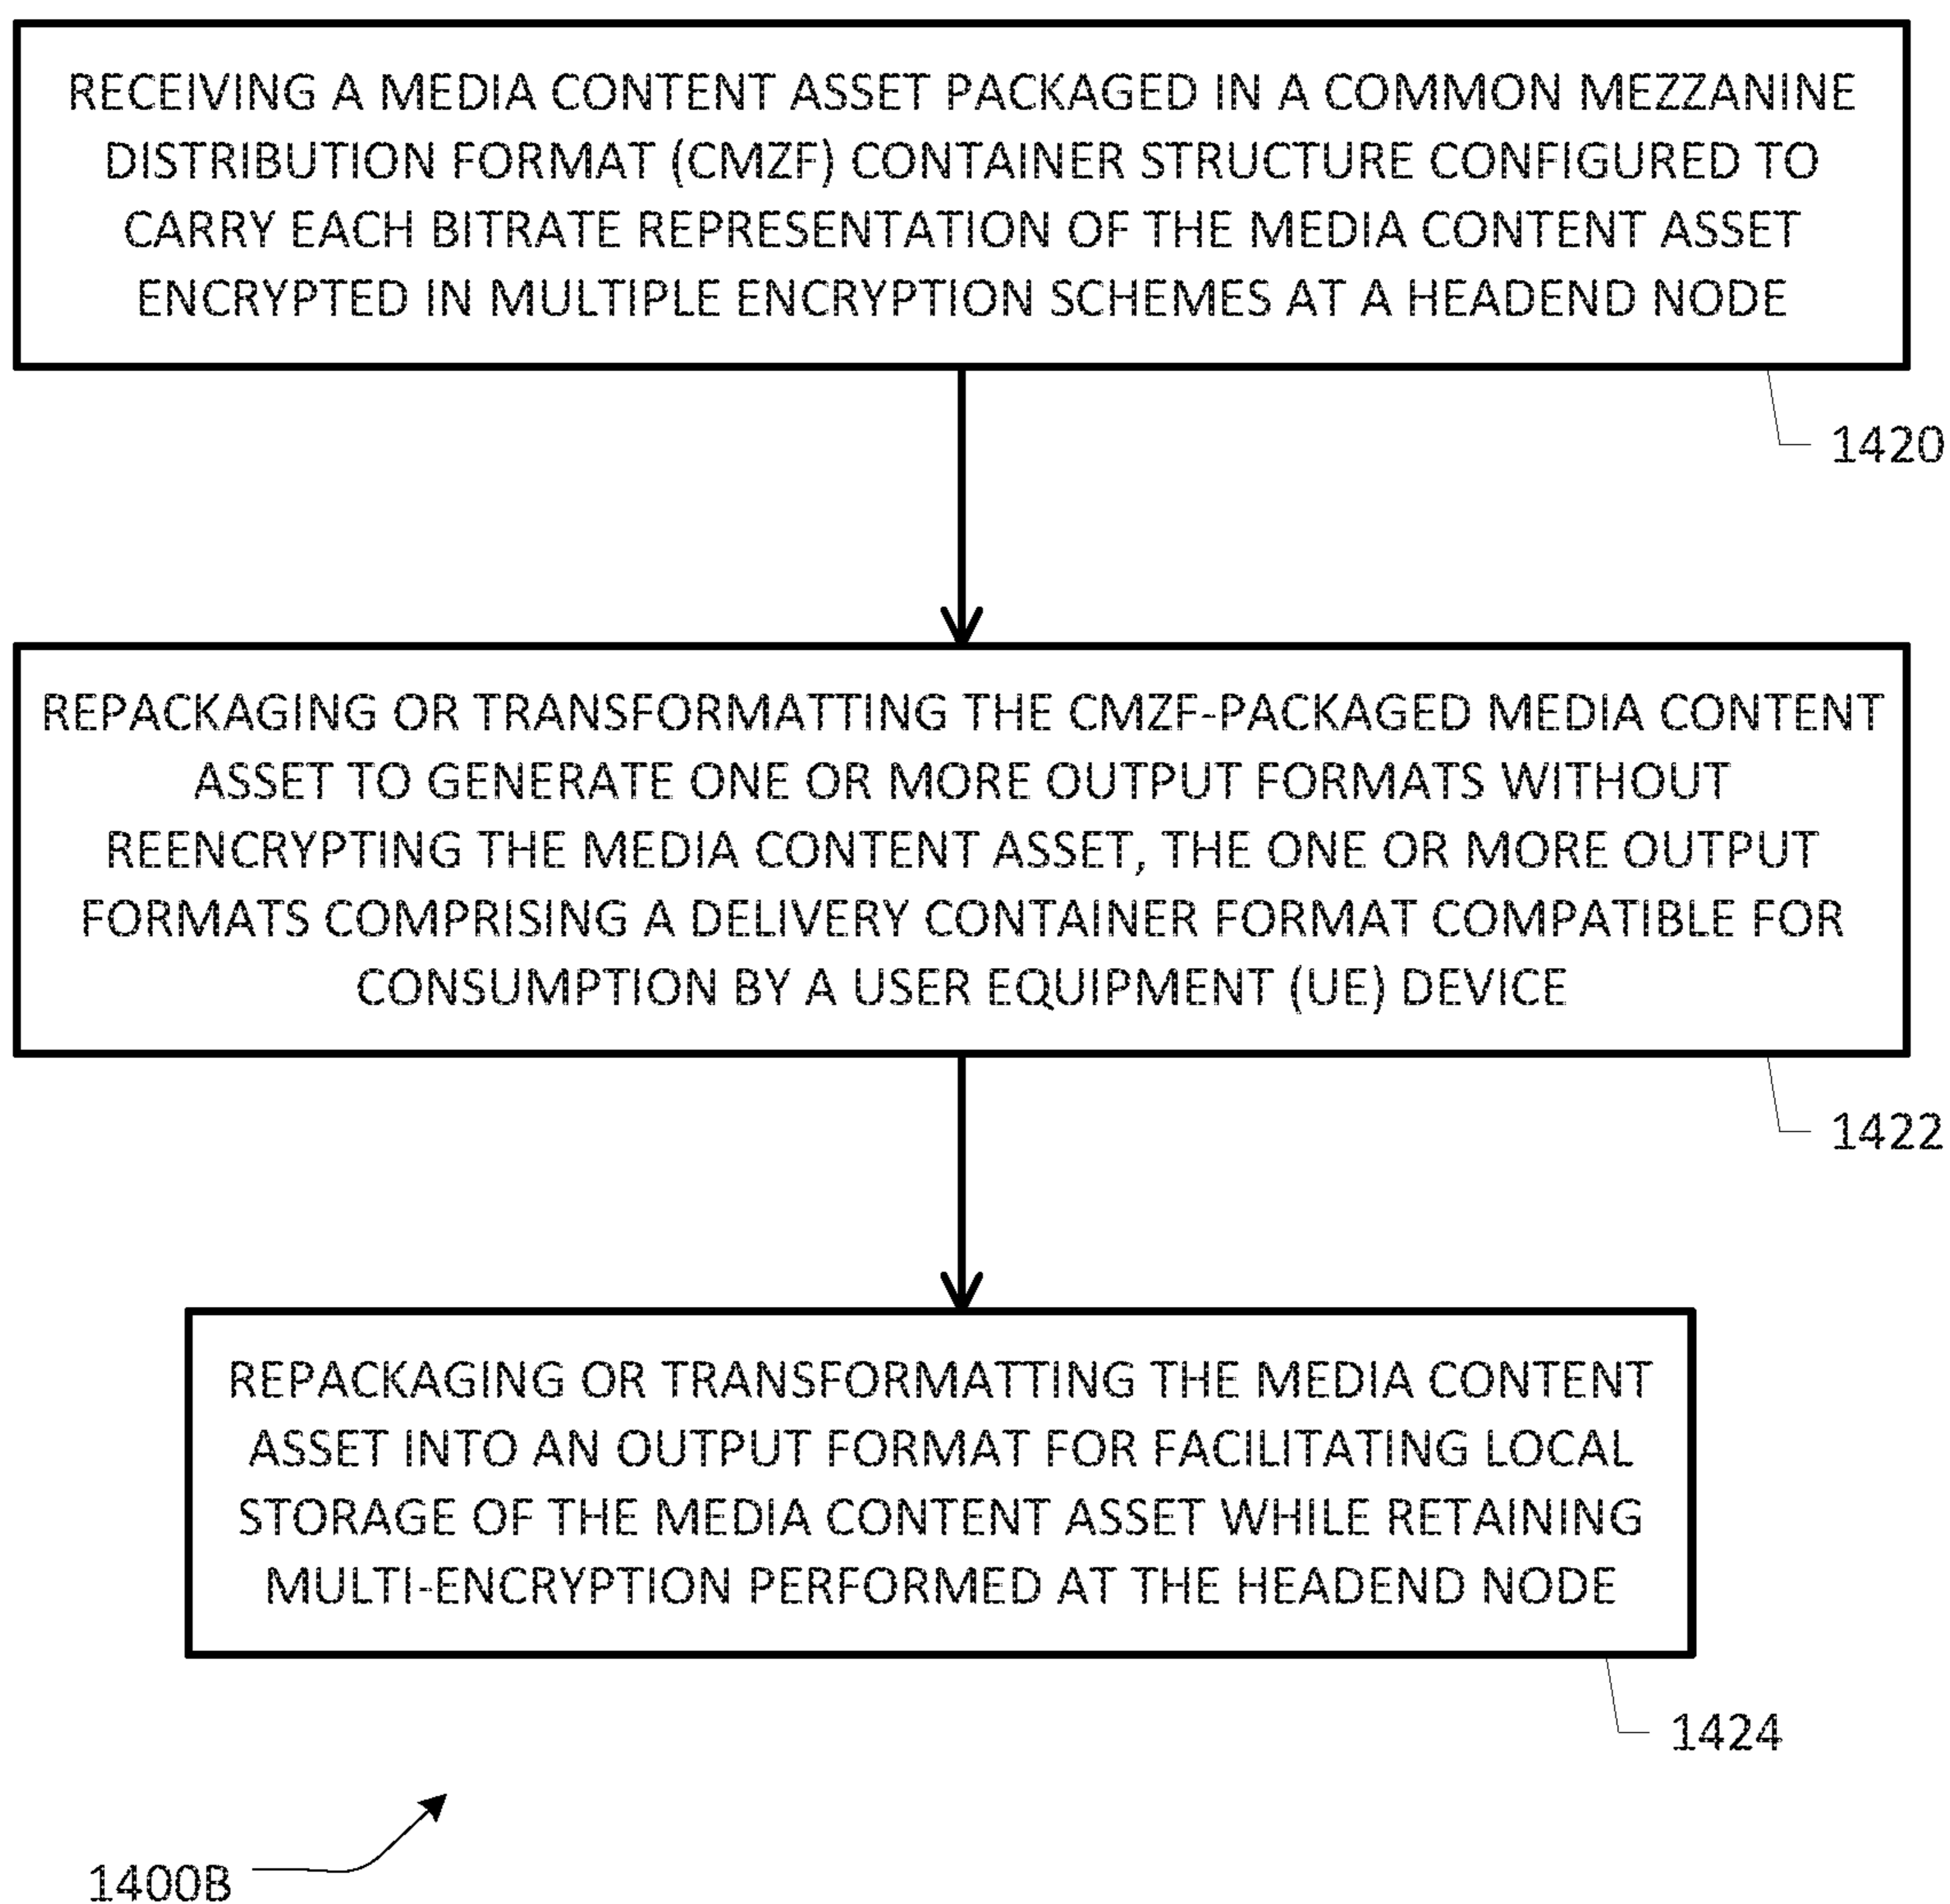 RECEIVING A MEDIA CONTENT ASSET PACKAGED IN A COMMON MEZZANINE
DISTRIBUTION FORMAT (CMZF) CONTAINER STRUCTURE CONFIGURED TO
CARRY EACH BITRATE REPRESENTATION OF THE MEDIA CONTENT ASSET
ENCRYPTED IN MULTIPLE ENCRYPTION SCHEMES AT A HEADEND NODE
1420
REPACKAGING OR TRANSFORMATTING THE CMZF-PACKAGED MEDIA CONTENT
ASSET TO GENERATE ONE OR MORE OUTPUT FORMATS WITHOUT
REENCRYPTING THE MEDIA CONTENT ASSET, THE ONE OR MORE OUTPUT
FORMATS COMPRISING A DELIVERY CONTAINER FORMAT COMPATIBLE FOR
CONSUMPTION BY A USER EQUIPMENT (UE) DEVICE
1422
REPACKAGING OR TRANSFORMATTING THE MEDIA CONTENT
ASSET INTO AN OUTPUT FORMAT FOR FACILITATING LOCAL
STORAGE OF THE MEDIA CONTENT ASSET WHILE RETAINING
MULTI-ENCRYPTION PERFORMED AT THE HEADEND NODE
1424
1400B